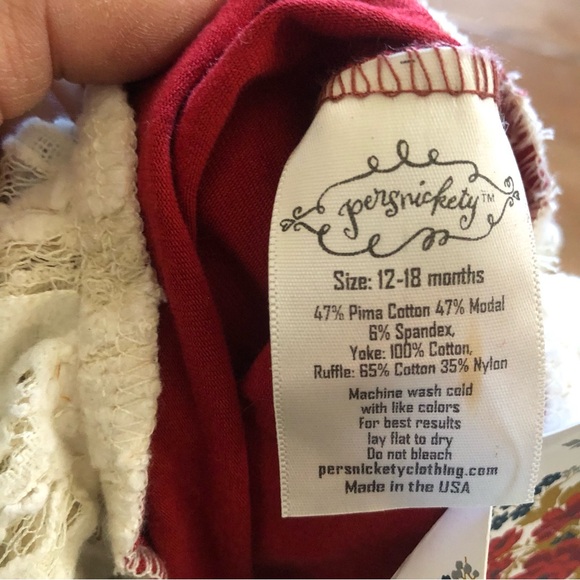 persnickety™
Size: 12-18 months
47% Pima Cotton 47% Modal
6% Spandex,
Yoke: 100% Cotton,
Ruffle: 65% Cotton 35% Nylon
Machine wash cold
with like colors
For best results
lay flat to dry
Do not bleach
persnicketyclothing.com
Made in the USA